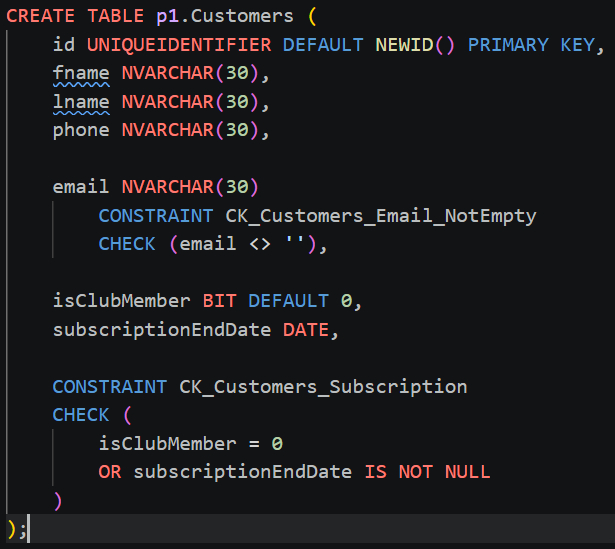 CREATE TABLE p1.Customers (
    id UNIQUEIDENTIFIER DEFAULT NEWID() PRIMARY KEY,
    fname NVARCHAR(30),
    lname NVARCHAR(30),
    phone NVARCHAR(30),

    email NVARCHAR(30)
        CONSTRAINT CK_Customers_Email_NotEmpty
        CHECK (email <> ''),

    isClubMember BIT DEFAULT 0,
    subscriptionEndDate DATE,

    CONSTRAINT CK_Customers_Subscription
    CHECK (
        isClubMember = 0
        OR subscriptionEndDate IS NOT NULL
    )
);